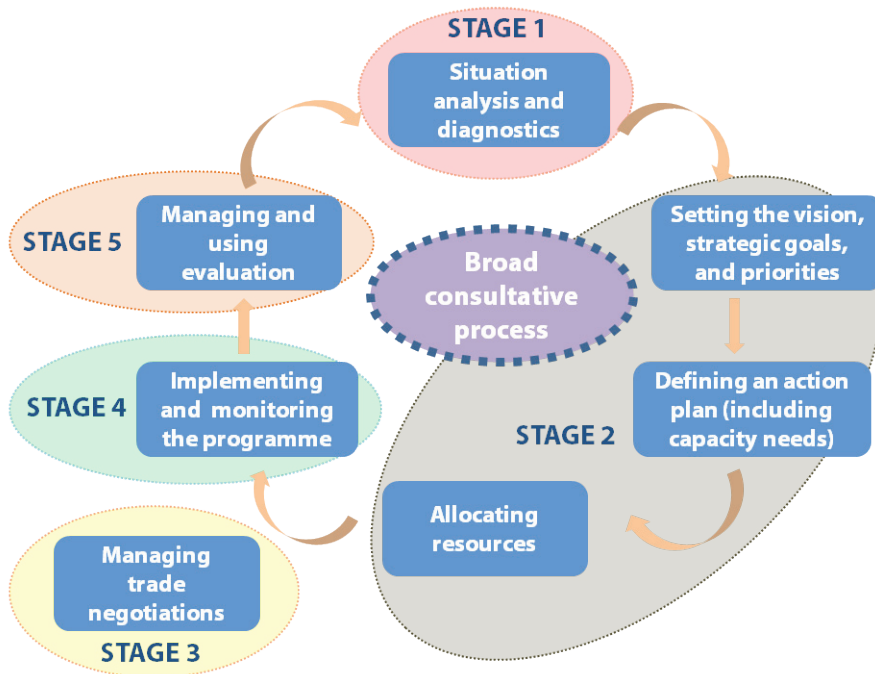 STAGE 1
Situation
analysis and
diagnostics
Setting the vision,
strategic goals,
and priorities
Defining an action
plan (including
capacity needs)
STAGE 2
Allocating
resources
Broad
consultative
process
STAGE 3
Managing
trade
negotiations
STAGE 4
Implementing
and monitoring
the programme
STAGE 5
Managing and
using
evaluation